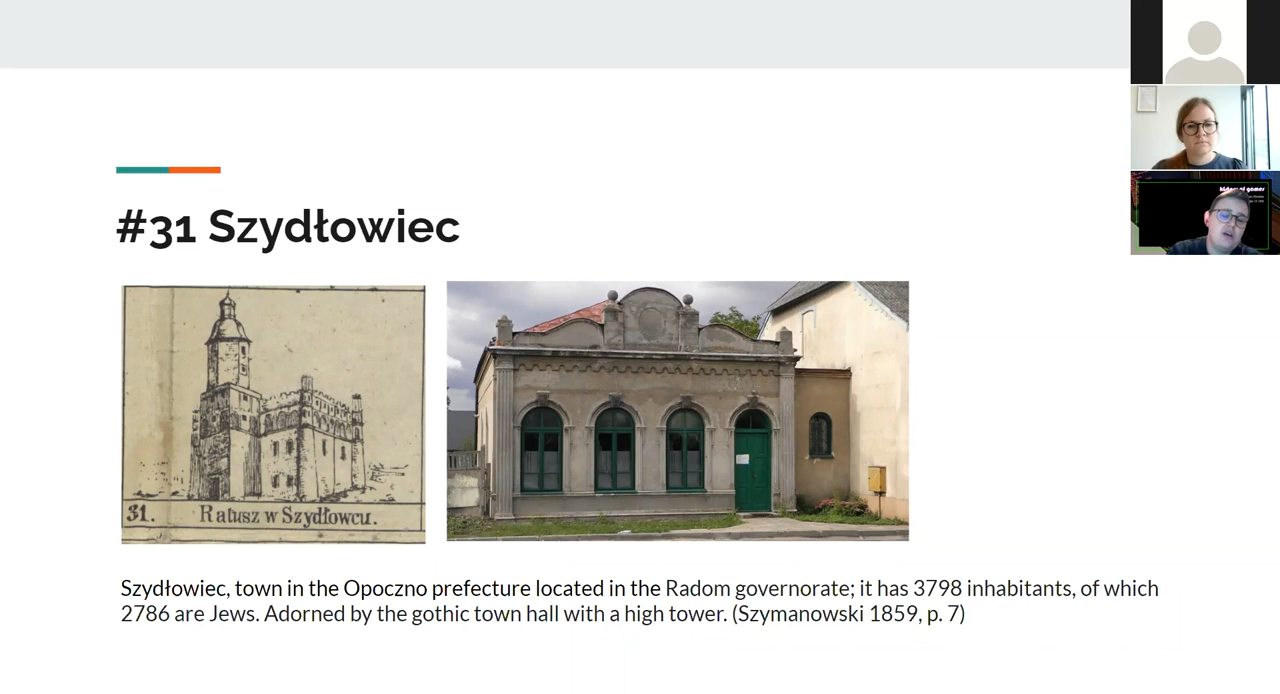 #31 Szydłowiec
31. Ratusz w Szydłowcu.
Szydłowiec, town in the Opoczno prefecture located in the Radom governorate; it has 3798 inhabitants, of which
2786 are Jews. Adorned by the gothic town hall with a high tower. (Szymanowski 1859, p. 7)